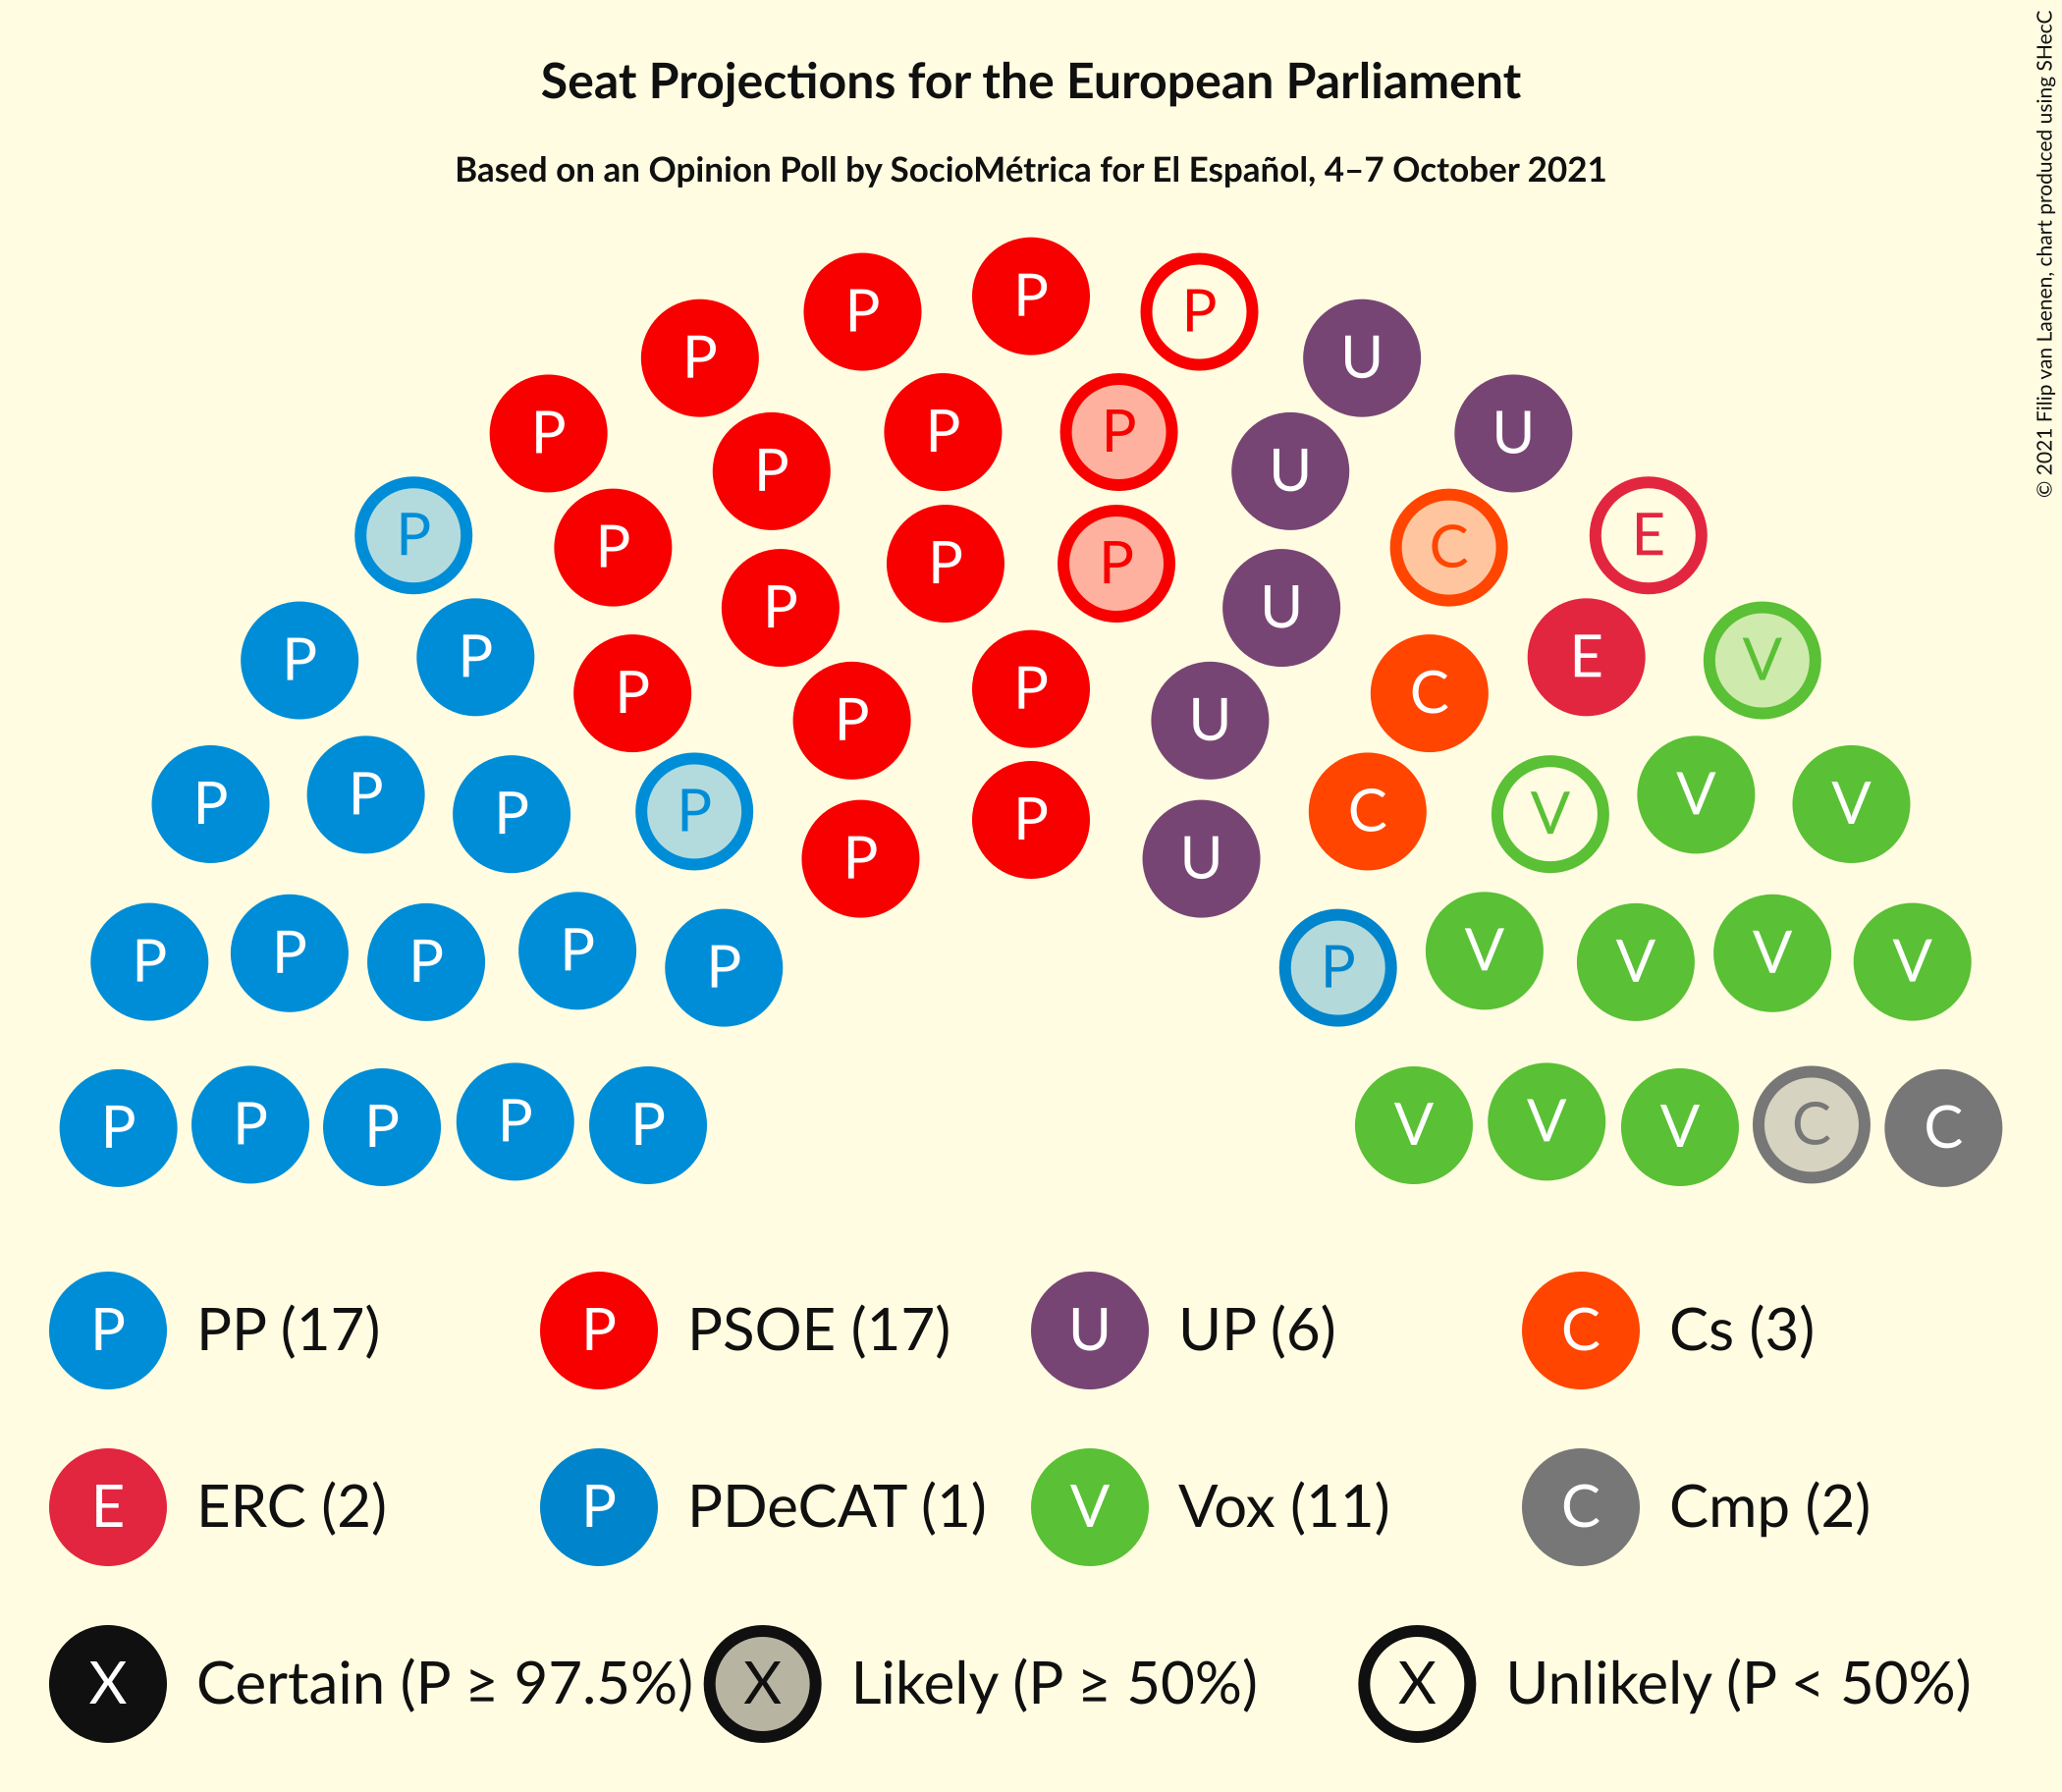 Seat Projections for the European Parliament
Based on an Opinion Poll by SocioMétrica for El Español, 4–7 October 2021
© 2021 Filip van Laenen, chart produced using SHecC
P
P P
P U
P P
P U
P U
P P
P C
P E
P P
P U
P P
E V
P C
P P
P U
P P V V
P P C V
P P
P U
P P P P P P V V V V
P P P P P V V V C C
P PP (17) P PSOE (17) U UP (6) C Cs (3)
E ERC (2) P PDeCAT (1) V Vox (11) C Cmp (2)
X Certain (P ≥ 97.5%) X Likely (P ≥ 50%) X Unlikely (P < 50%)